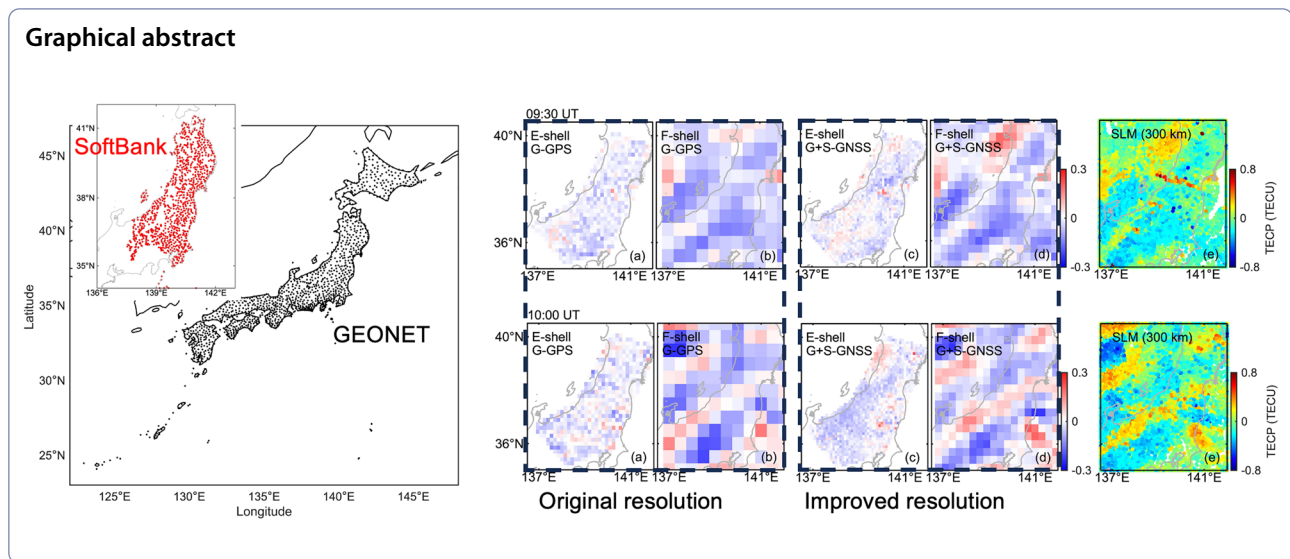 Graphical abstract
SoftBank
41°N
38°N
35°N
136°E
139°E
142°E
45°N
40°N
35°N
30°N
25°N
Latitude
GEONET
125°E
130°E
135°E
140°E
145°E
Longitude
09:30 UT
40°N
36°N
E-shell
G-GPS
(a)
137°E
141°E
F-shell
G-GPS
(b)
137°E
141°E
E-shell
G+S-GNSS
(c)
137°E
141°E
F-shell
G+S-GNSS
(d)
137°E
141°E
0.3
0
-0.3
SLM (300 km)
(e)
137°E
141°E
0.8
0
-0.8
TECP (TECU)
10:00 UT
40°N
36°N
E-shell
G-GPS
(a)
137°E
141°E
F-shell
G-GPS
(b)
137°E
141°E
E-shell
G+S-GNSS
(c)
137°E
141°E
F-shell
G+S-GNSS
(d)
137°E
141°E
0.3
0
-0.3
SLM (300 km)
(e)
137°E
141°E
0.8
0
-0.8
TECP (TECU)
Original resolution
Improved resolution